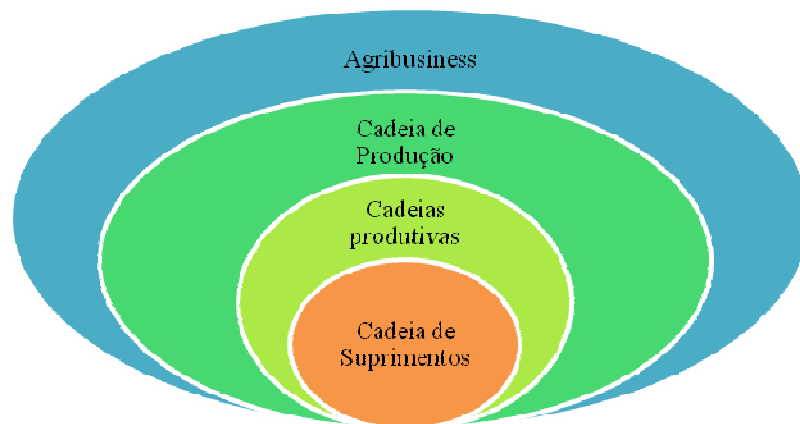 Agribusiness
Cadeia de
Produção
Cadeias
produtivas
Cadeia de
Suprimentos